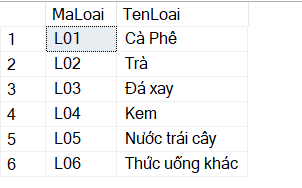 MaLoai TenLoai
1 L01 Cà Phê
2 L02 Trà
3 L03 Đá xay
4 L04 Kem
5 L05 Nước trái cây
6 L06 Thức uống khác